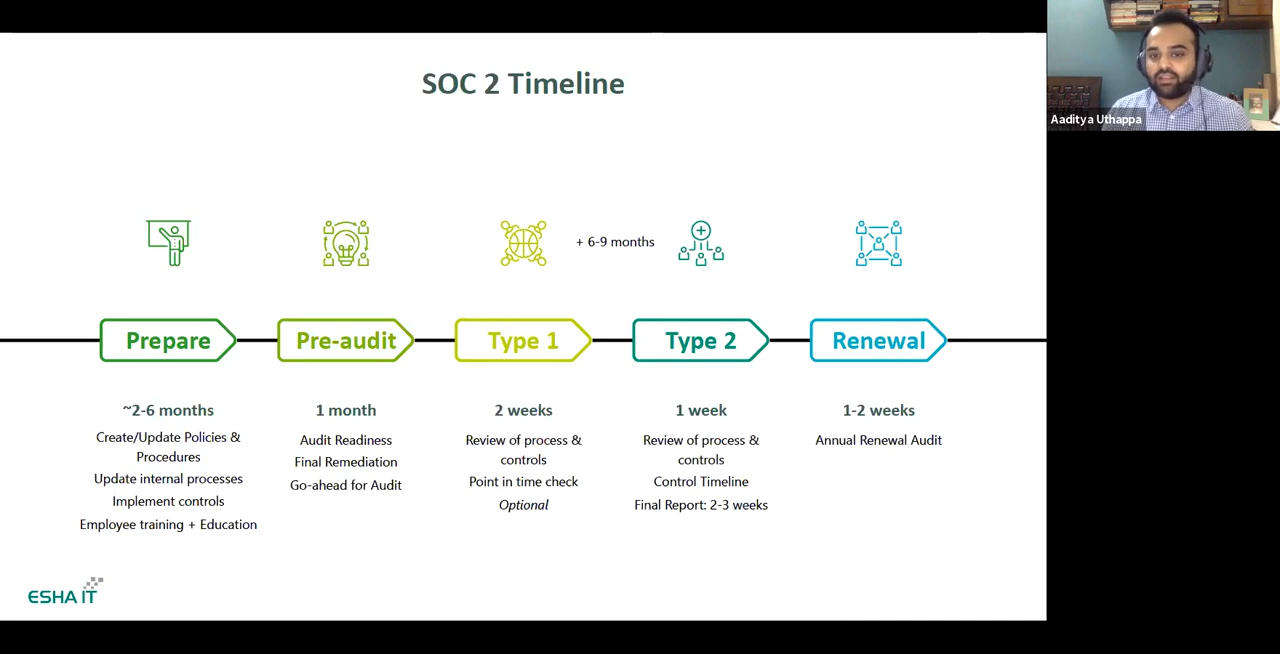 SOC 2 Timeline
Aaditya Uthappa
+ 6-9 months
Prepare
Pre-audit
Type 1
Type 2
Renewal
~2-6 months
Create/Update Policies &
Procedures
Update internal processes
Implement controls
Employee training + Education
1 month
Audit Readiness
Final Remediation
Go-ahead for Audit
2 weeks
Review of process &
controls
Point in time check
Optional
1 week
Review of process &
controls
Control Timeline
Final Report: 2-3 weeks
1-2 weeks
Annual Renewal Audit
ESHA IT